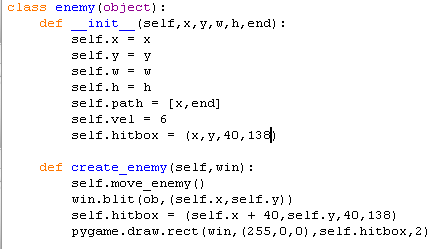 class enemy(object):
    def __init__(self,x,y,w,h,end):
        self.x = x
        self.y = y
        self.w = w
        self.h = h
        self.path = [x,end]
        self.vel = 6
        self.hitbox = (x,y,40,138)

    def create_enemy(self,win):
        self.move_enemy()
        win.blit(ob,(self.x,self.y))
        self.hitbox = (self.x + 40,self.y,40,138)
        pygame.draw.rect(win,(255,0,0),self.hitbox,2)